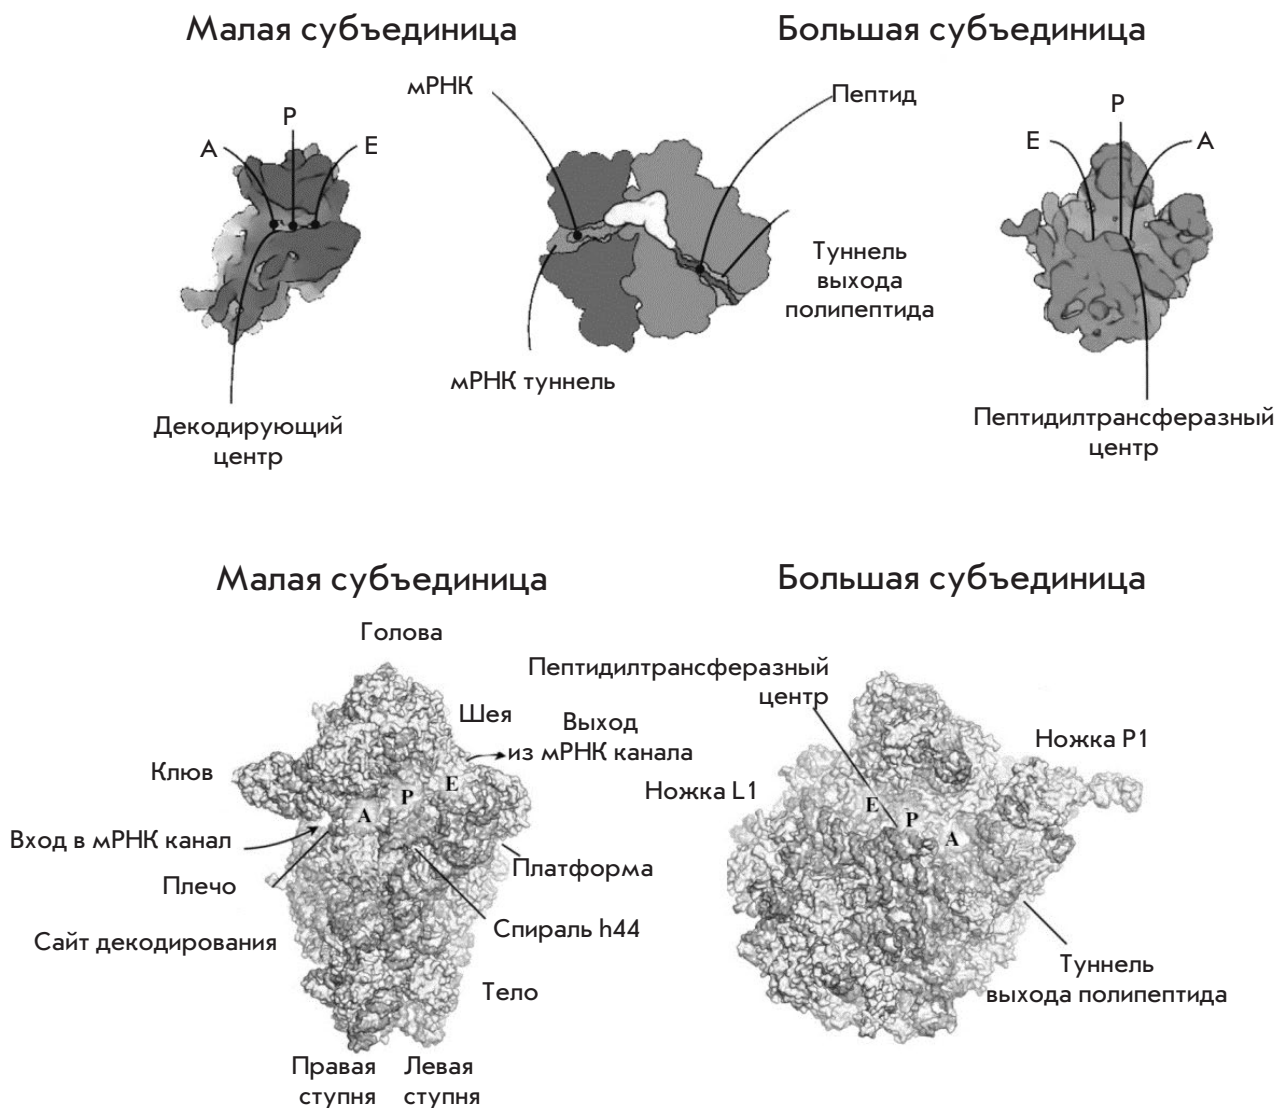 Малая субъединица
Большая субъединица
мРНК
Пептид
P
A
E
P
E
A
Туннель
выхода
полипептида
мРНК туннель
Декодирующий
центр
Пептидилтрансферазный
центр
Малая субъединица
Большая субъединица
Голова
Пептидилтрансферазный
центр
Шея
Выход
из мРНК канала
Ножка P1
Клюв
Ножка L1
E
P
A
E
P
A
Вход в мРНК канал
Платформа
Плечо
Спираль h44
Сайт декодирования
Тело
Туннель
выхода полипептида
Правая
ступня
Левая
ступня